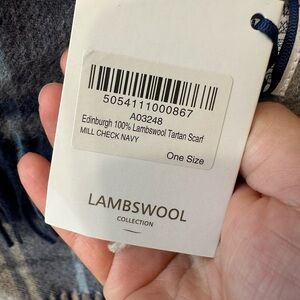 5054111000867
A03248
Edinburgh 100% Lambswool Tartan Scarf
MILL CHECK NAVY
One Size
LAMBSWOOL
COLLECTION